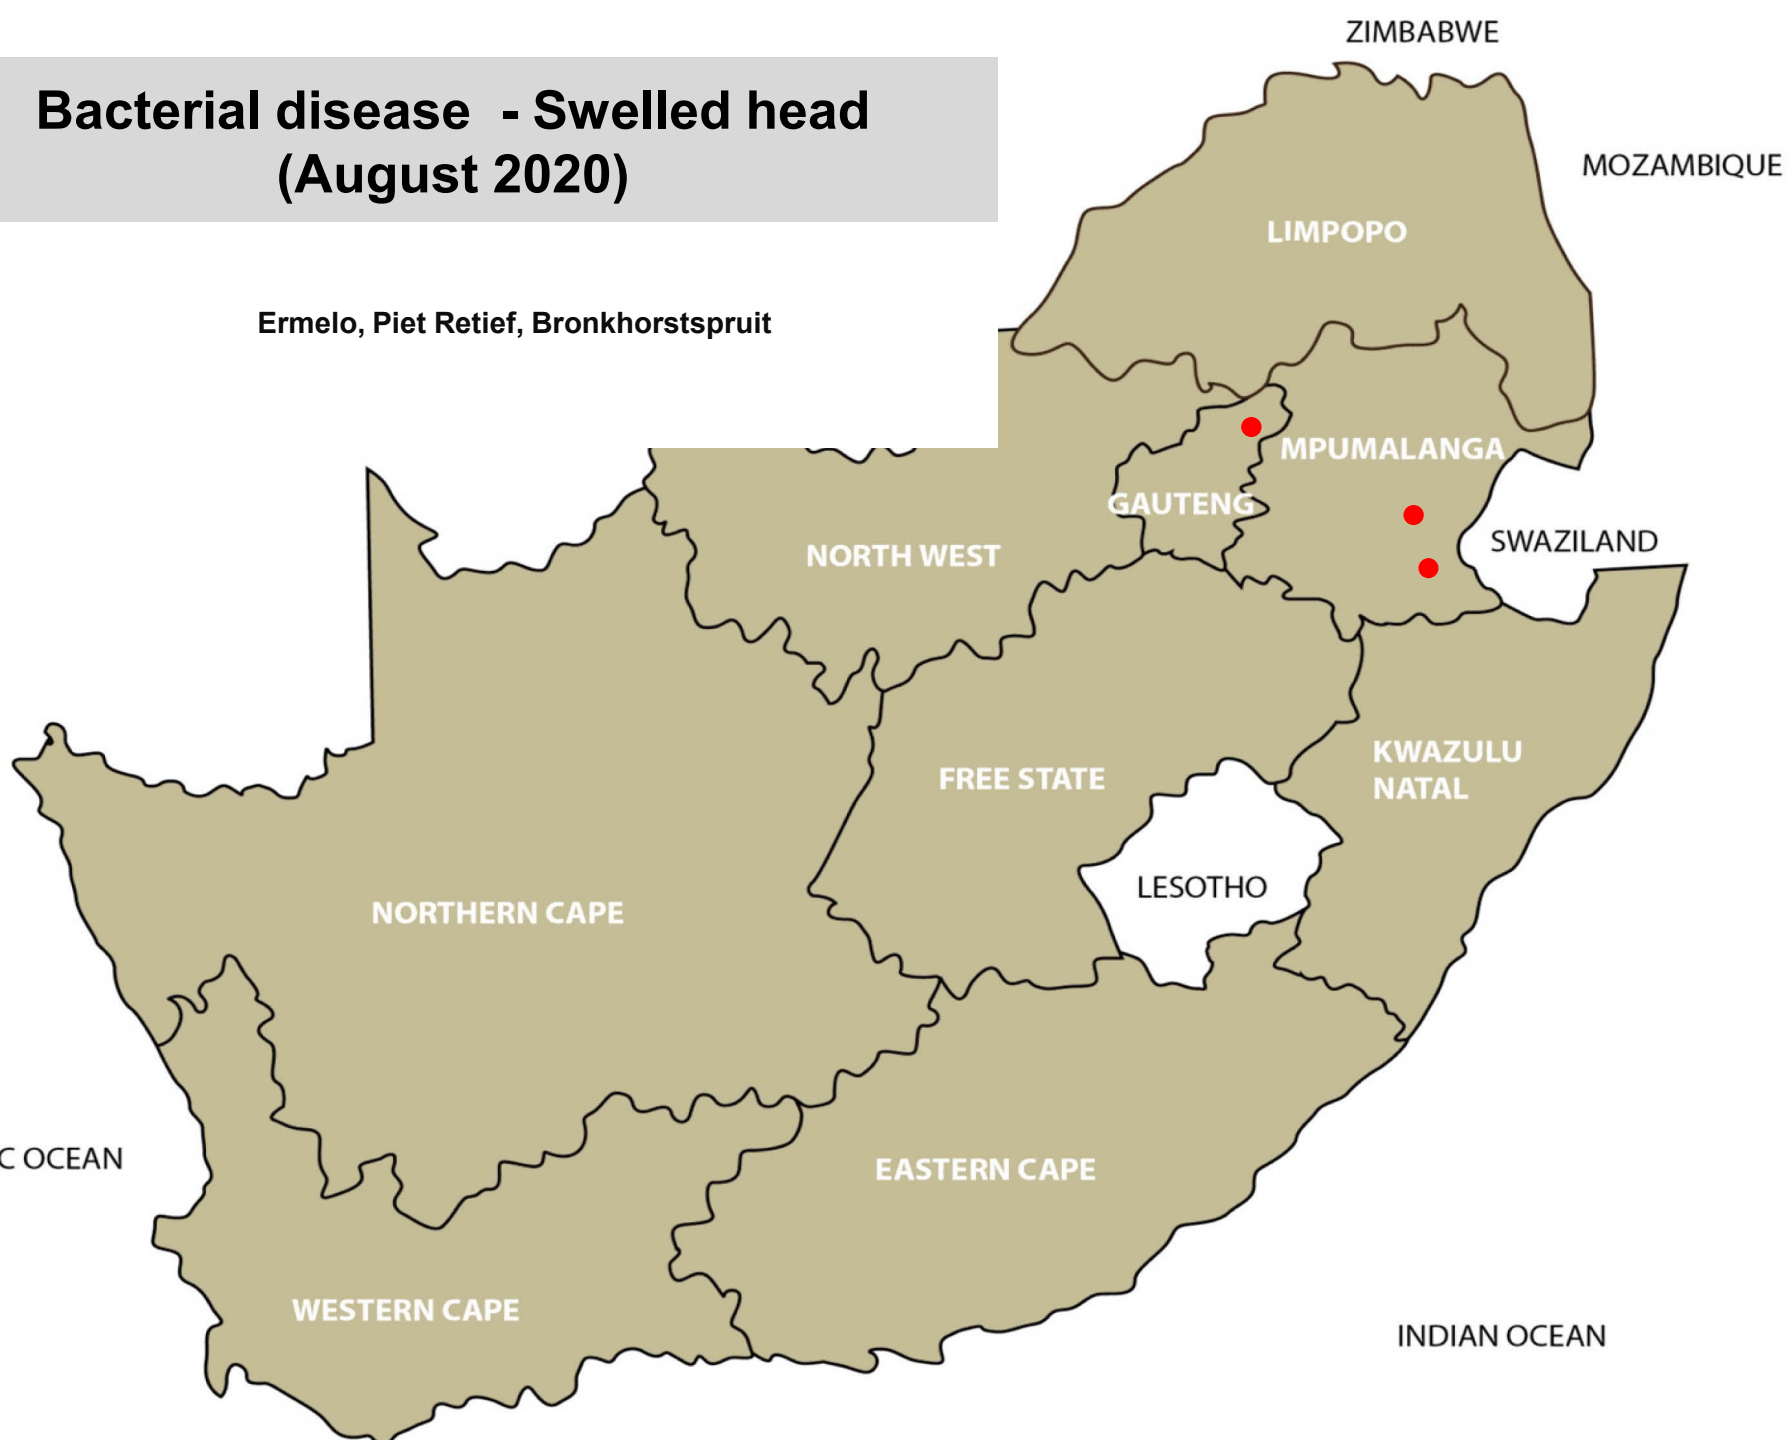 Bacterial disease - Swelled head
(August 2020)
Ermelo, Piet Retief, Bronkhorstspruit
ZIMBABWE
MOZAMBIQUE
LIMPOPO
MPUMALANGA
GAUTENG
SWAZILAND
NORTH WEST
KWAZULU
NATAL
FREE STATE
LESOTHO
NORTHERN CAPE
C OCEAN
EASTERN CAPE
WESTERN CAPE
INDIAN OCEAN